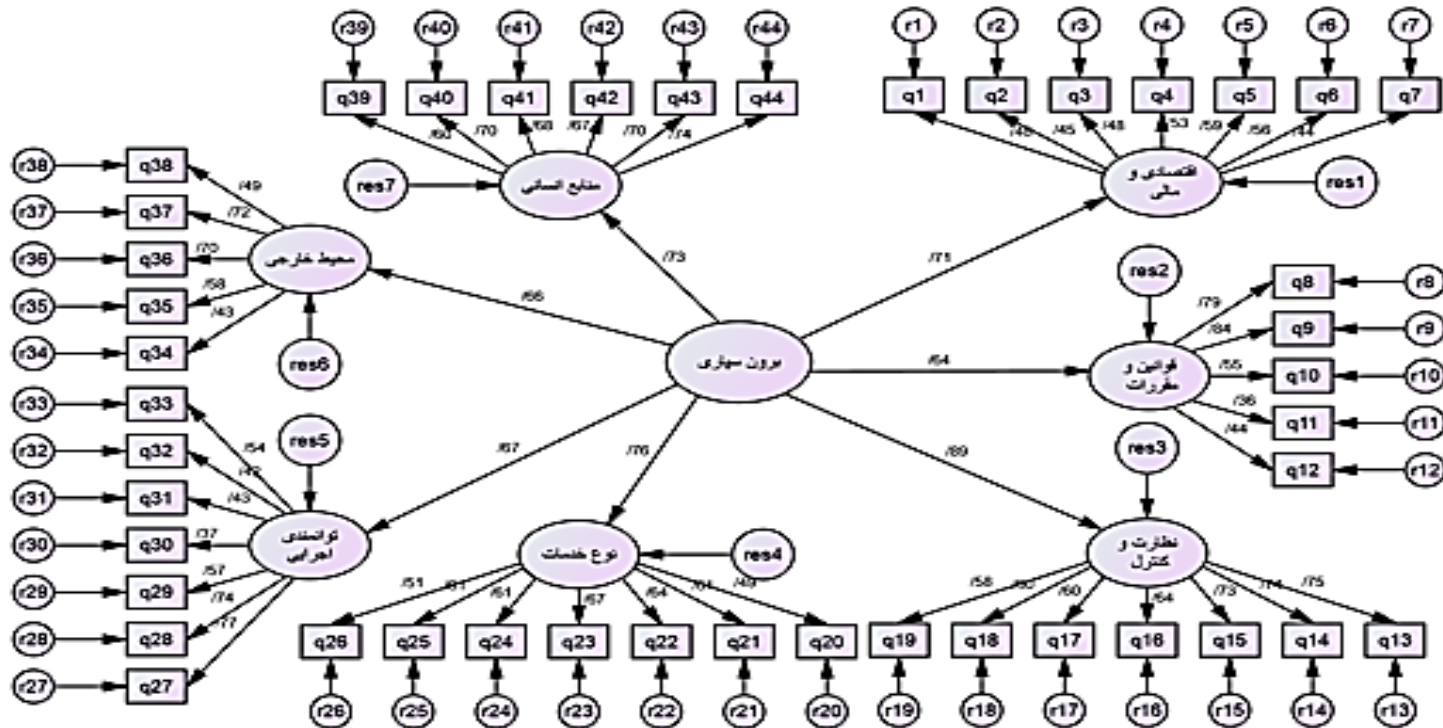 r39 r40 r41 r42 r43 r44
q39 q40 q41 q42 q43 q44
/70 /68 /67 /70 /74
r1 r2 r3 r4 r5 r6 r7
q1 q2 q3 q4 q5 q6 q7
/45 /48 /53 /59 /56 /44
res7
منابع انسانی
اقتصادی و
مالی
res1
r38 q38
/49
r37 q37
/72
r36 q36
/70
r35 q35
/58
r34 q34
/43
محیط خارجی
res6
/73
/71
/66
برون سپاری
/64
res2
قوانین و
مقررات
/79
q8 r8
/84
q9 r9
/55
q10 r10
/36
q11 r11
/44
q12 r12
r33 q33
/54
r32 q32
r31 q31
/43
r30 q30
/37
r29 q29
/57
r28 q28
/74
r27 q27
/77
res5
توانمندی
اجرایی
/67
/76
/89
res3
نوع خدمات
res4
نظارت و
کنترل
/51 /61 /67 /64 /49
q26 q25 q24 q23 q22 q21 q20
r26 r25 r24 r23 r22 r21 r20
/58 /60 /64 /73 /74 /75
q19 q18 q17 q16 q15 q14 q13
r19 r18 r17 r16 r15 r14 r13